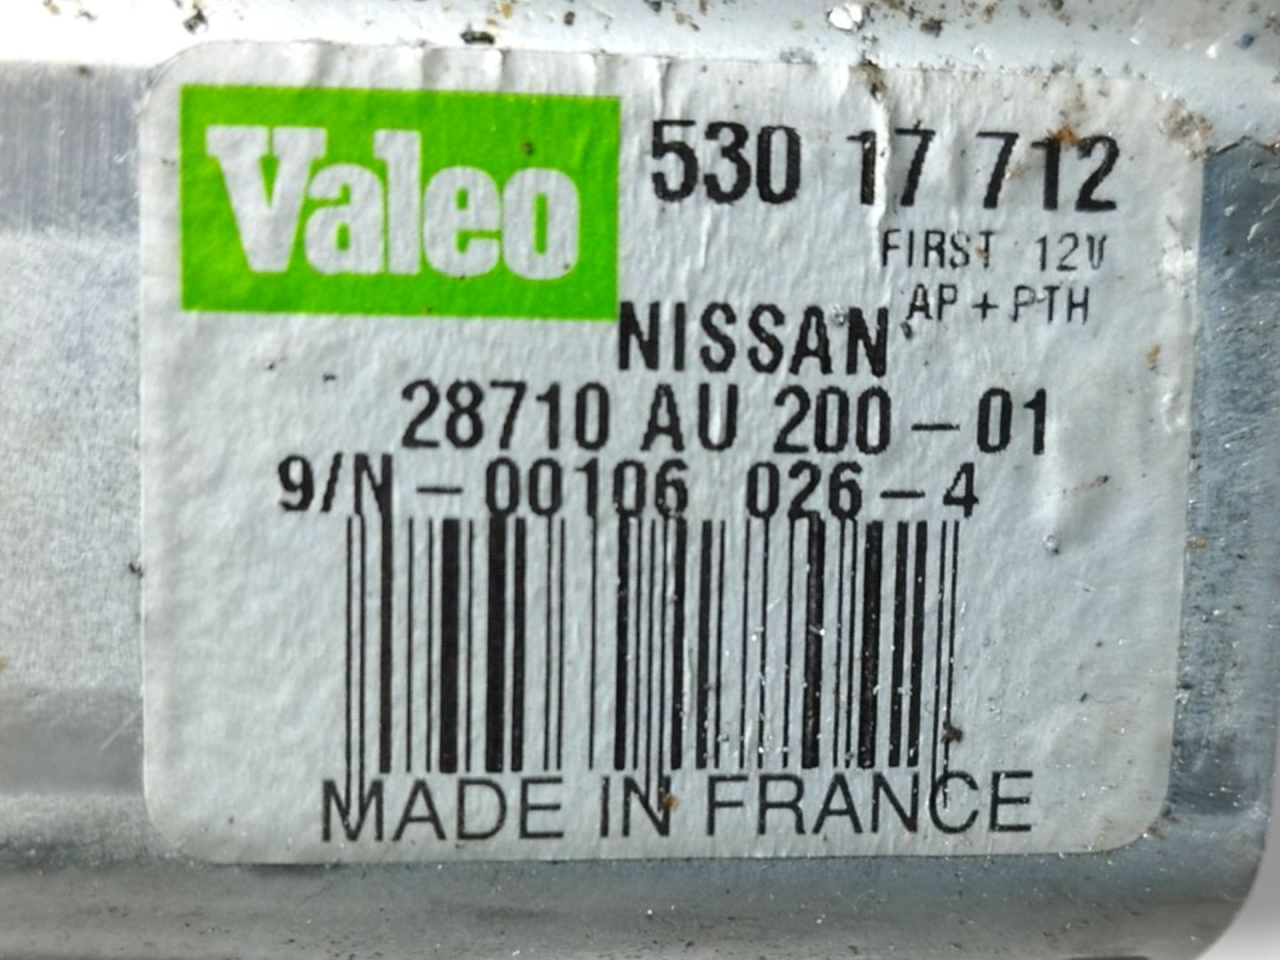 Valeo
530 17 712
FIRST 12V
AP + PTH
NISSAN
28710 AU 200 - 01
9/N - 00106 026 - 4
MADE IN FRANCE